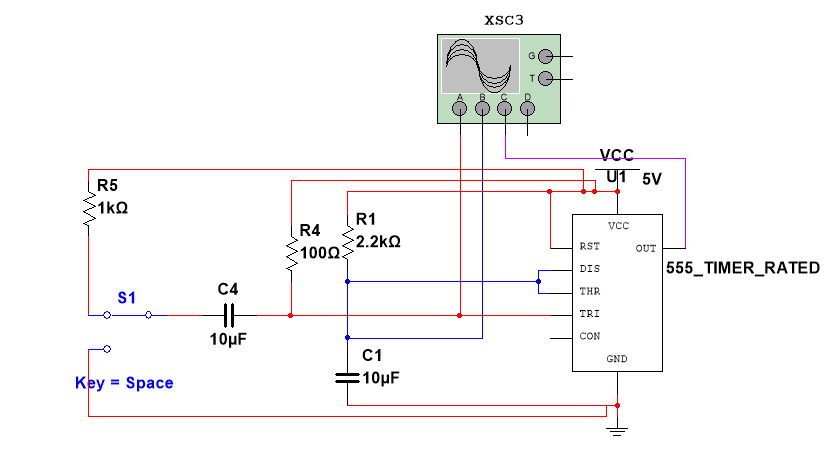 XSC3
G
T
A B C D
VCC
5V
U1
R5
1kΩ
R4
100Ω
R1
2.2kΩ
VCC
RST
OUT
DIS
THR
TRI
CON
GND
555_TIMER_RATED
S1
C4
10µF
C1
10µF
Key = Space